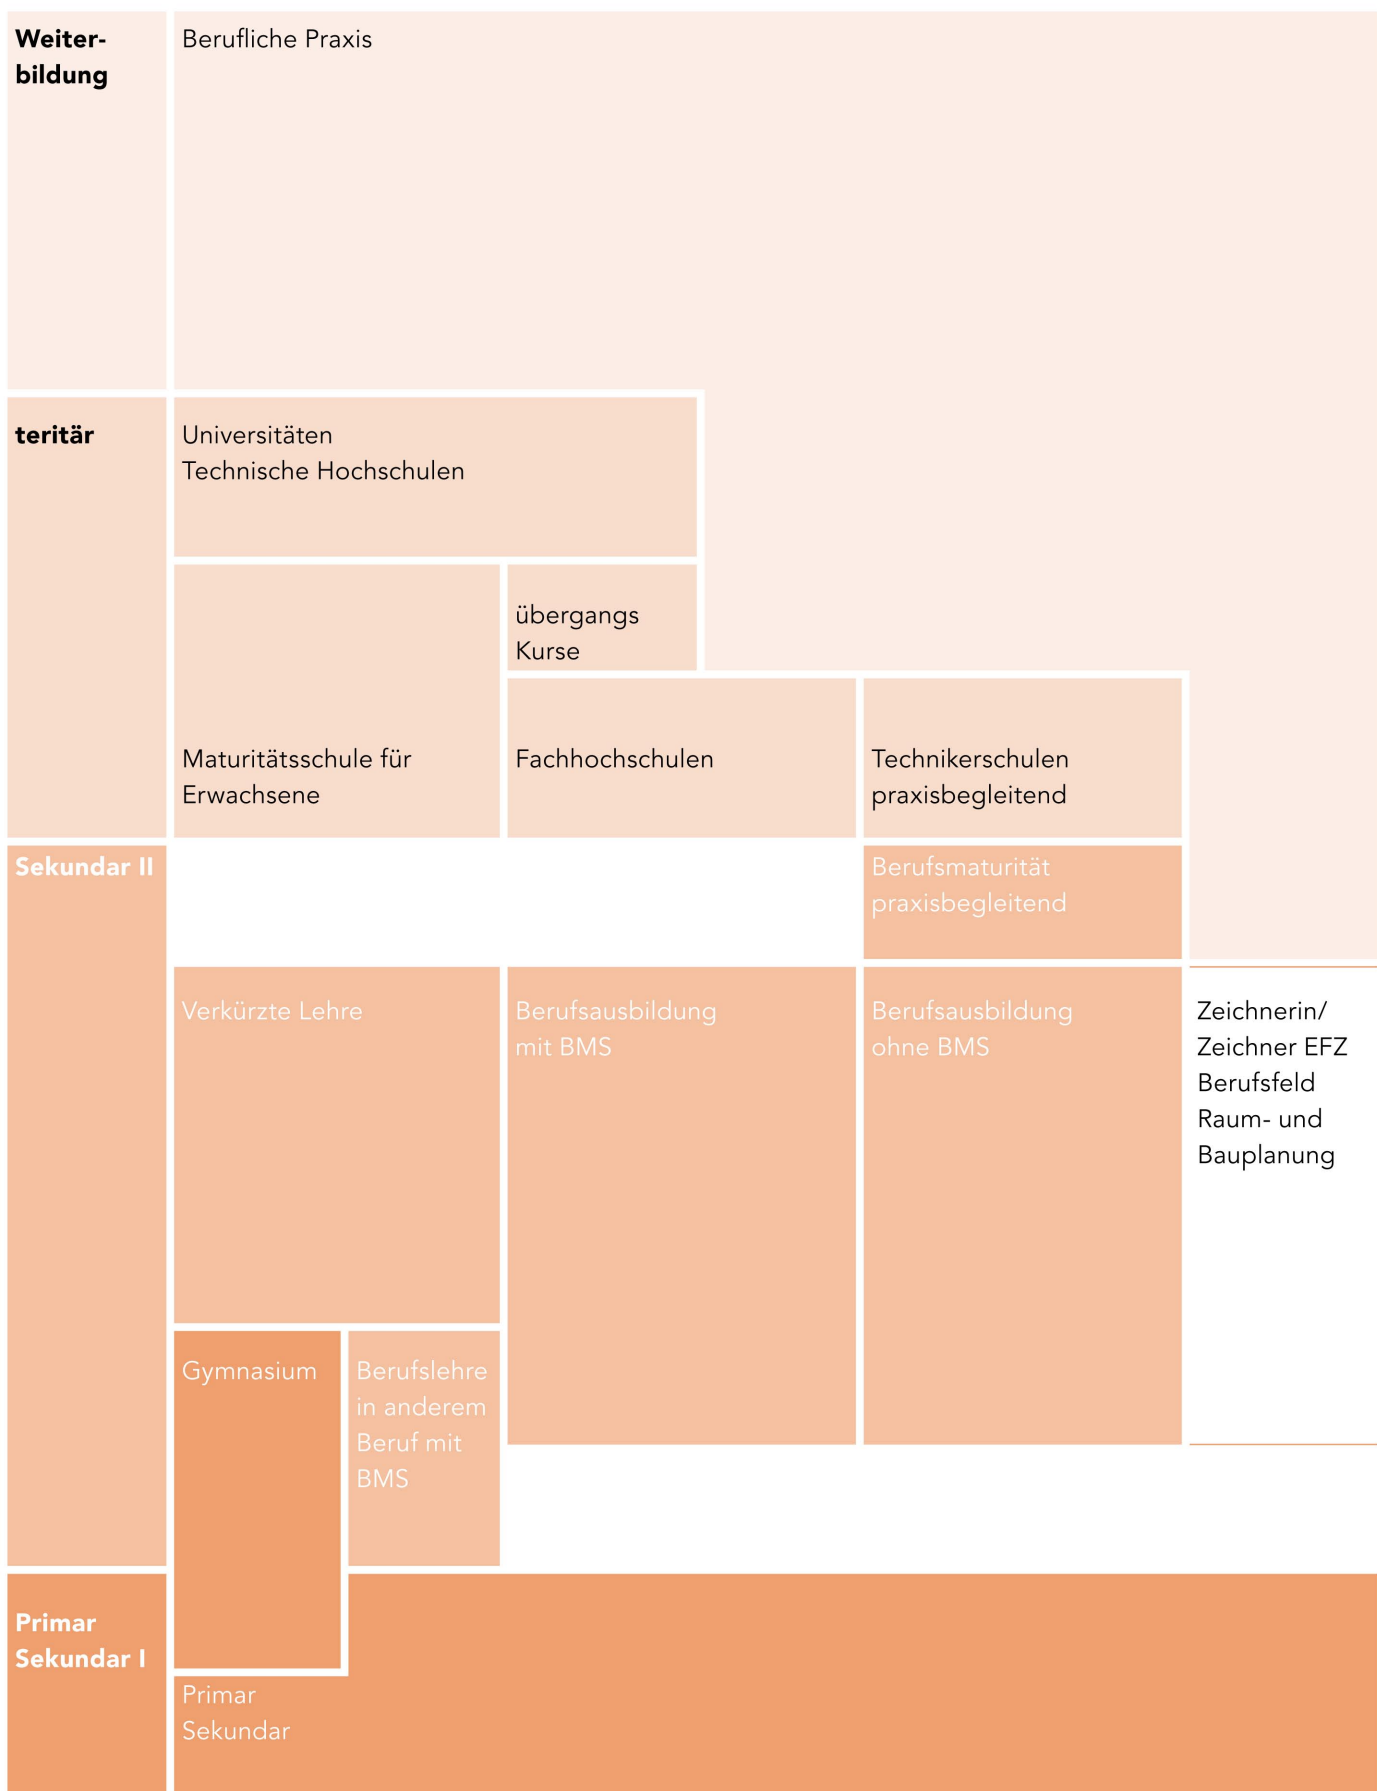 Weiter-
bildung
Berufliche Praxis
teritär
Universitäten
Technische Hochschulen
übergangs
Kurse
Maturitätsschule für
Erwachsene
Fachhochschulen
Technikerschulen
praxisbegleitend
Sekundar II
Berufsmaturität
praxisbegleitend
Verkürzte Lehre
Berufsausbildung
mit BMS
Berufsausbildung
ohne BMS
Zeichnerin/
Zeichner EFZ
Berufsfeld
Raum- und
Bauplanung
Gymnasium
Berufslehre
in anderem
Beruf mit
BMS
Primar
Sekundar I
Primar
Sekundar